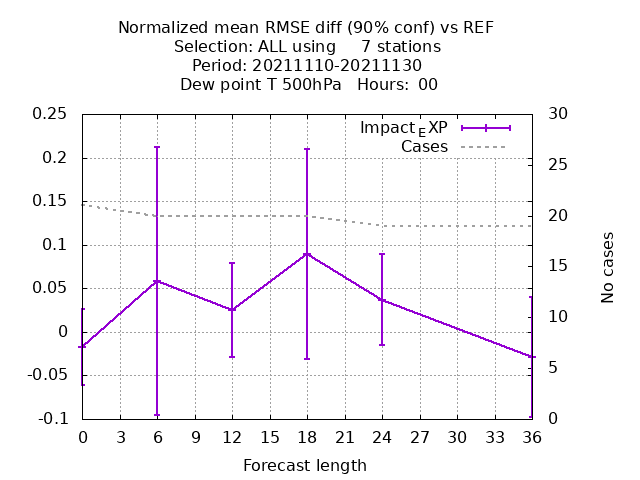 Normalized mean RMSE diff (90% conf) vs REF
Selection: ALL using     7 stations
Period: 20211110-20211130
Dew point T 500hPa   Hours:  00
0.25
0.2
0.15
0.1
0.05
0
-0.05
-0.1
30
25
20
15
10
5
0
Impact_EXP
Cases
No cases
0 3 6 9 12 15 18 21 24 27 30 33 36
Forecast length